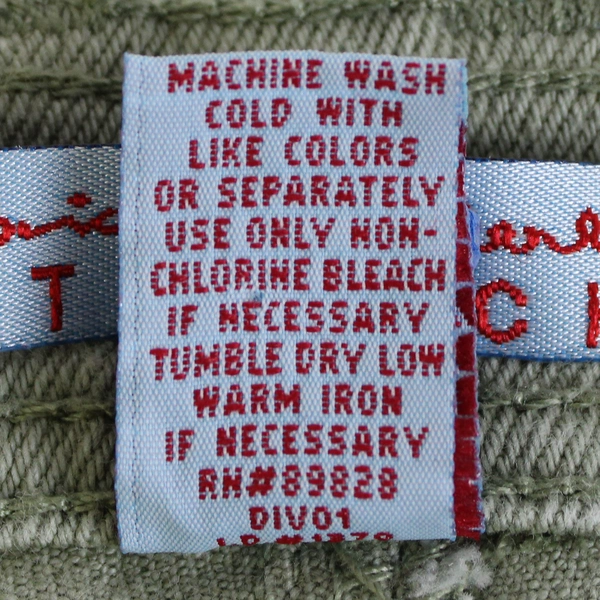 MACHINE WASH
COLD WITH
LIKE COLORS
OR SEPARATELY
USE ONLY NON-
CHLORINE BLEACH
IF NECESSARY
TUMBLE DRY LOW
WARM IRON
IF NECESSARY
RN#89828
DIV01
T
C